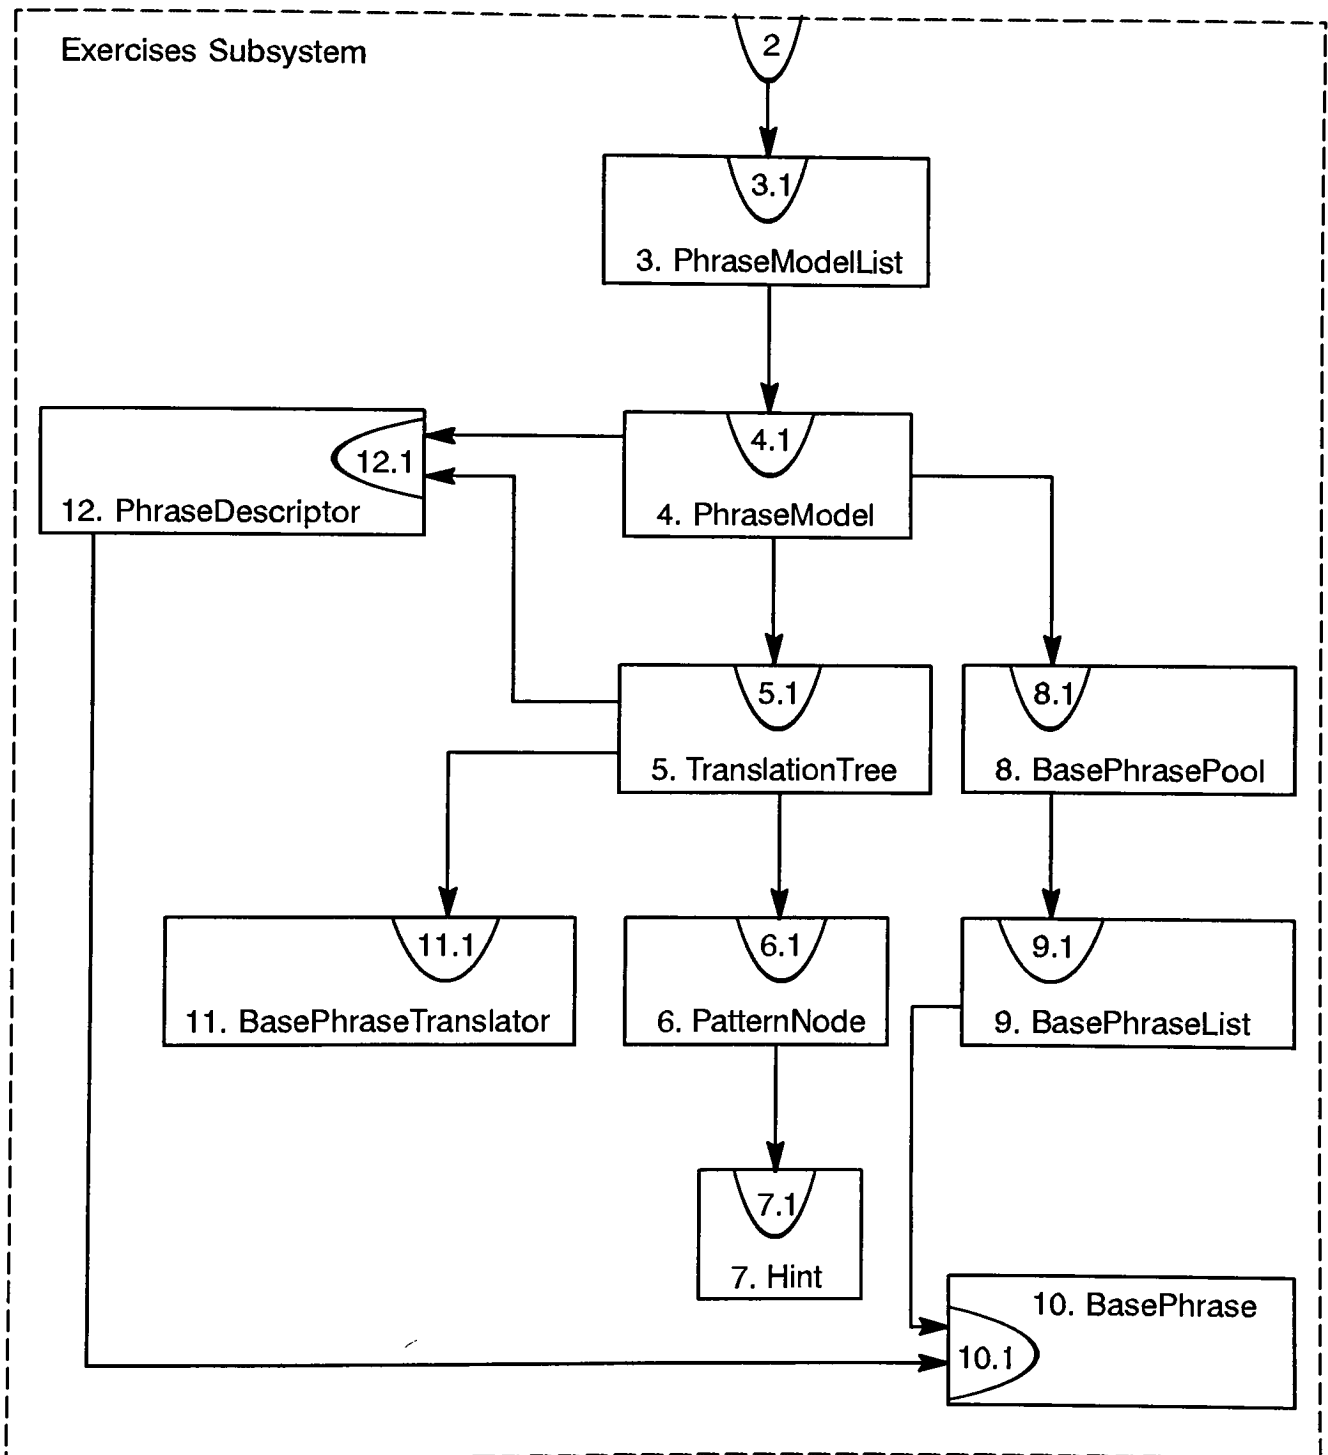 Exercises Subsystem
2
3.1
3. PhraseModelList
12.1
12. PhraseDescriptor
4.1
4. PhraseModel
5.1
5. TranslationTree
8.1
8. BasePhrasePool
11.1
11. BasePhraseTranslator
6.1
6. PatternNode
9.1
9. BasePhraseList
7.1
7. Hint
10. BasePhrase
10.1